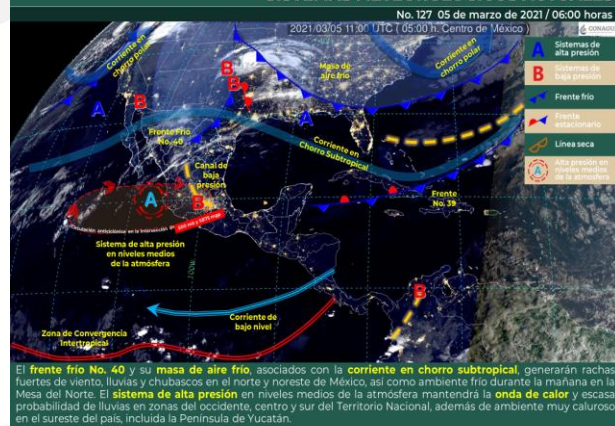 No. 127 05 de marzo de 2021 / 06:00 horas
2021/03/05 11:00 UTC ( 05:00 h. Centro de México )
CONAGUA
Corriente en
chorro polar
Masa de
aire frío
Corriente en
chorro polar
A
Sistemas de
alta presión
B
Sistemas de
baja presión
Frente frío
Frente
estacionario
Línea seca
A
Alta presión en
niveles medios
de la atmósfera
B
B
A
B
A
Frente Frío
No. 40
Corriente en
Chorro Subtropical
Canal de
baja
presión
A
B
Frente
No. 39
Sistema de alta presión
en niveles medios
de la atmósfera
B
Corriente de
bajo nivel
Zona de Convergencia
Intertropical
El frente frío No. 40 y su masa de aire frío, asociados con la corriente en chorro subtropical, generarán rachas
fuertes de viento, lluvias y chubascos en el norte y noreste de México, así como ambiente frío durante la mañana en la
Mesa del Norte. El sistema de alta presión en niveles medios de la atmósfera mantendrá la onda de calor y escasa
probabilidad de lluvias en zonas del occidente, centro y sur del Territorio Nacional, además de ambiente muy caluroso
en el sureste del país, incluida la Península de Yucatán.